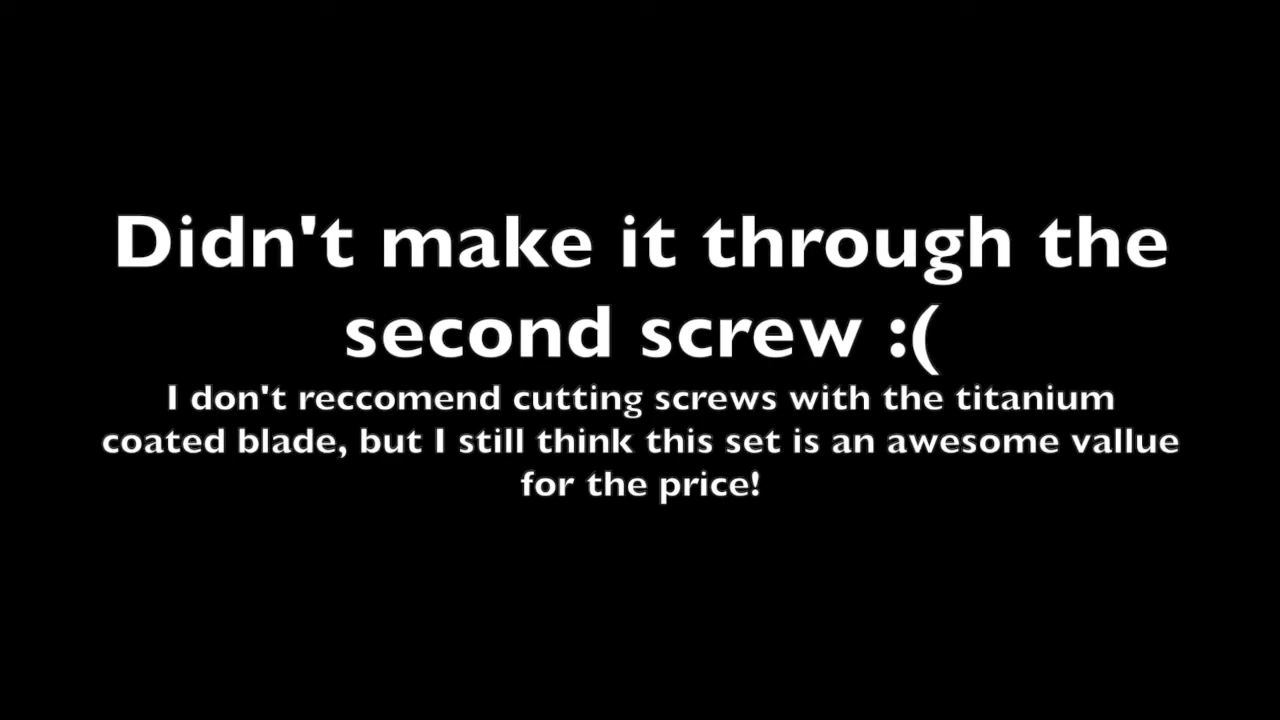 Didn't make it through the
second screw :(
I don't reccomend cutting screws with the titanium
coated blade, but I still think this set is an awesome vallue
for the price!